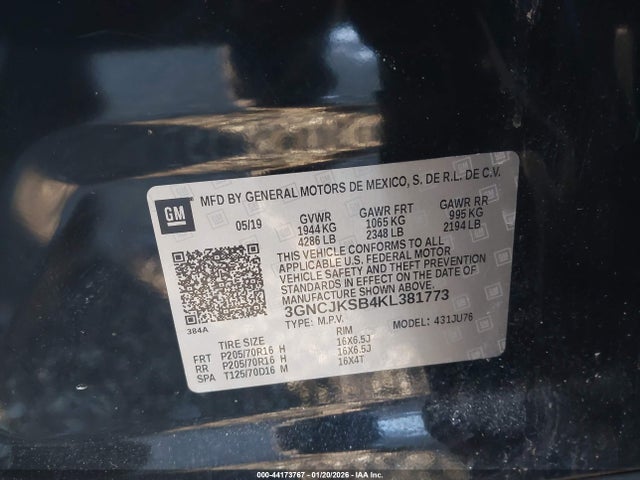 GM
MFD BY GENERAL MOTORS DE MEXICO, S. DE R.L. DE C.V.
05/19 GVWR GAWR FRT GAWR RR
1944 KG 1065 KG 995 KG
4286 LB 2348 LB 2194 LB
THIS VEHICLE CONFORMS TO ALL
APPLICABLE U.S. FEDERAL MOTOR
VEHICLE SAFETY AND THEFT PREVENTION
STANDARDS IN EFFECT ON THE DATE OF
MANUFACTURE SHOWN ABOVE.
3GNCJKSB4KL381773
384A TYPE: M.P.V. MODEL: 431JU76
TIRE SIZE RIM
FRT P205/70R16 H 16X6.5J
RR P205/70R16 H 16X6.5J
SPA T125/70D16 M 16X4T
000-44173767 - 01/20/2026 - IAA Inc.